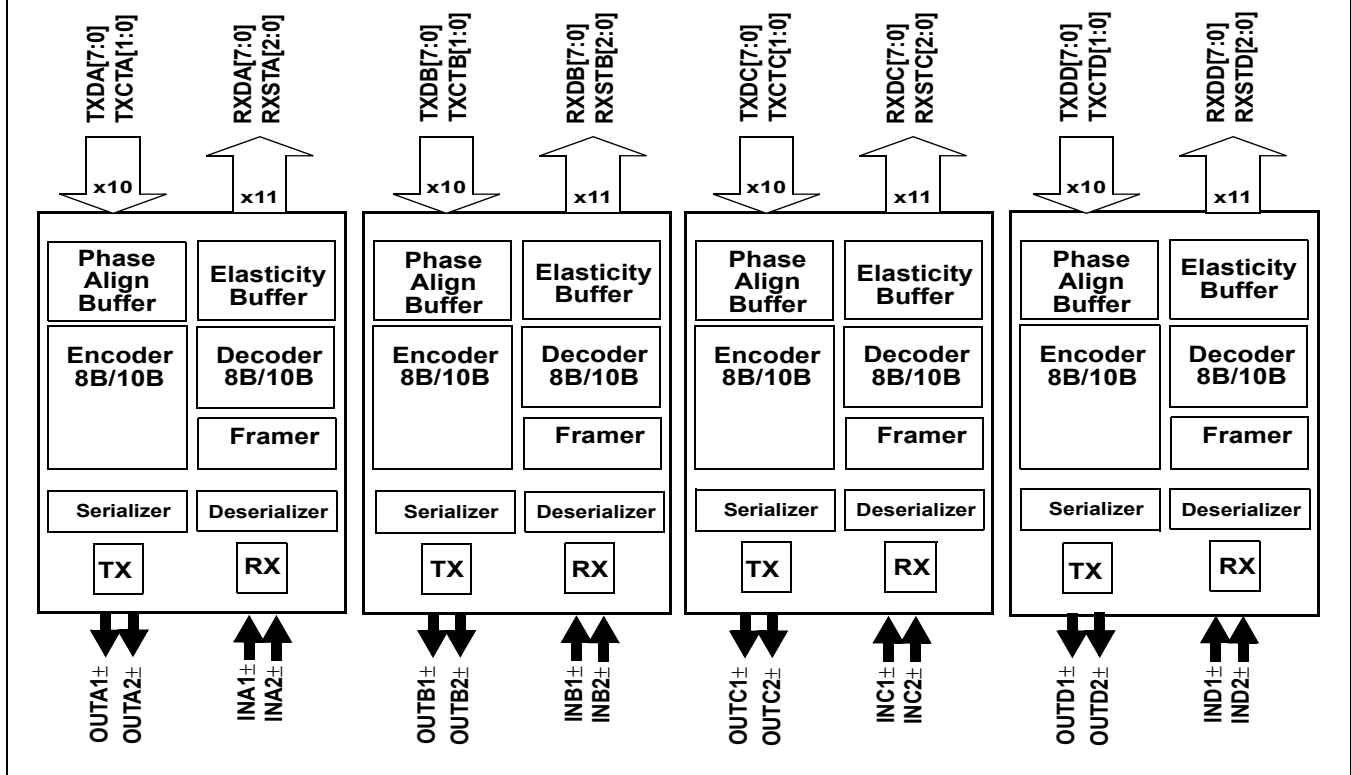 TXDA[7:0]
TXCTA[1:0]
RXDA[7:0]
RXSTA[2:0]
x10
x11
Phase
Align
Buffer
Elasticity
Buffer
Encoder
8B/10B
Decoder
8B/10B
Framer
Serializer
Deserializer
TX
RX
OUTA1±
OUTA2±
INA1±
INA2±
TXDB[7:0]
TXCTB[1:0]
RXDB[7:0]
RXSTB[2:0]
x10
x11
Phase
Align
Buffer
Elasticity
Buffer
Encoder
8B/10B
Decoder
8B/10B
Framer
Serializer
Deserializer
TX
RX
OUTB1±
OUTB2±
INB1±
INB2±
TXDC[7:0]
TXCTC[1:0]
RXDC[7:0]
RXSTC[2:0]
x10
x11
Phase
Align
Buffer
Elasticity
Buffer
Encoder
8B/10B
Decoder
8B/10B
Framer
Serializer
Deserializer
TX
RX
OUTC1±
OUTC2±
INC1±
INC2±
TXDD[7:0]
TXCTD[1:0]
RXDD[7:0]
RXSTD[2:0]
x10
x11
Phase
Align
Buffer
Elasticity
Buffer
Encoder
8B/10B
Decoder
8B/10B
Framer
Serializer
Deserializer
TX
RX
OUTD1±
OUTD2±
IND1±
IND2±